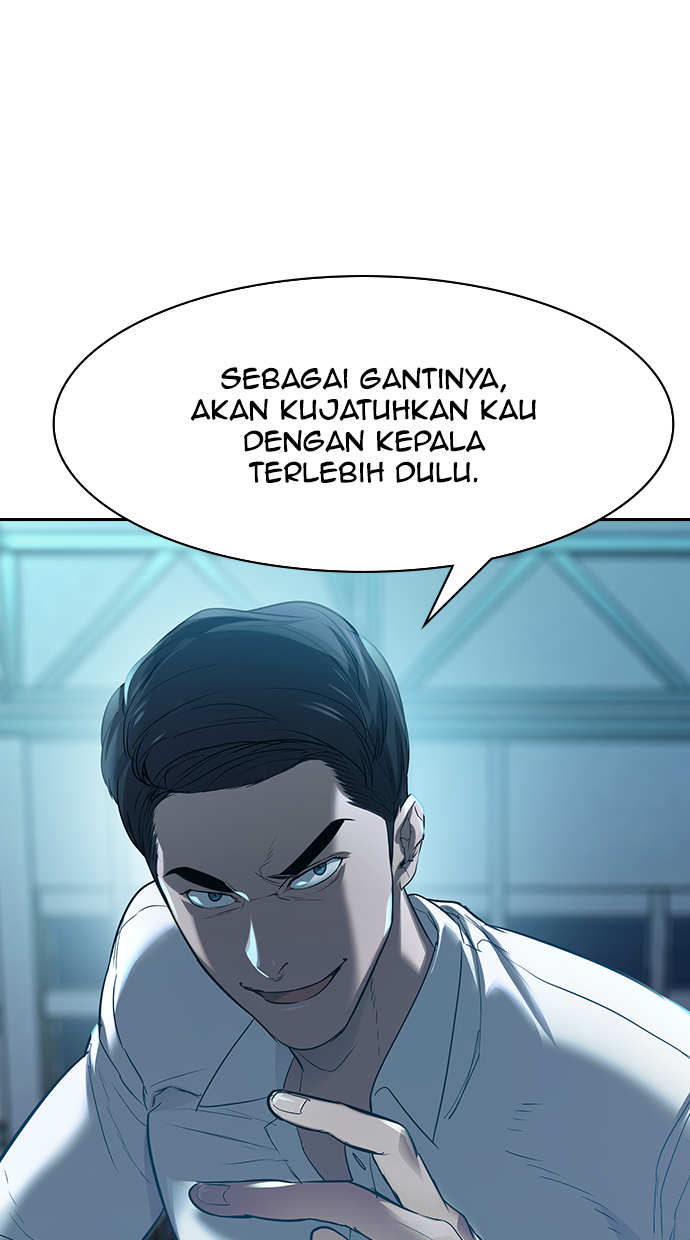 SEBAGAI GANTINYA,
AKAN KUJATUHKAN KAU
DENGAN KEPALA
TERLEBIH DULU.